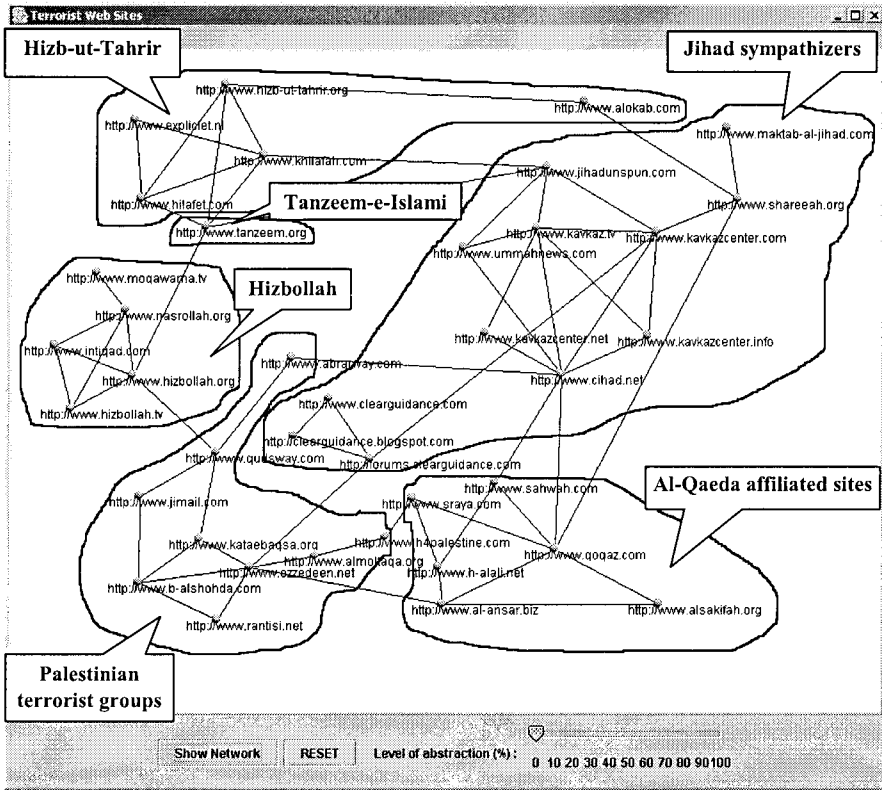 Terrorist Web Sites
Hizb-ut-Tahrir
Jihad sympathizers
http://www.hizb-ut-tahrir.org
http://www.alokab.com
http://www.expliciet.nl
http://www.maktab-al-jihad.com
http://www.khilafah.com
http://www.jihadunspun.com
http://www.hilafet.com
Tanzeem-e-Islami
http://www.shareeah.org
http://www.tanzeem.org
http://www.kavkaz.tv
http://www.kavkazcenter.com
http://www.ummahnews.com
http://www.moqawama.tv
Hizbollah
http://www.nasrollah.org
http://www.kavkazcenter.net
http://www.kavkazcenter.info
http://www.intiqad.com
http://www.abrarway.com
http://www.hizbollah.org
http://www.cihad.net
http://www.hizbollah.tv
http://www.clearguidance.com
http://clearguidance.blogspot.com
http://www.qudsway.com
http://forums.clearguidance.com
Al-Qaeda affiliated sites
http://www.sahwah.com
http://www.jimail.com
http://www.sraya.com
http://www.kataebaqsa.org
http://www.h4palestine.com
http://www.qoqaz.com
http://www.almoltaqa.org
http://www.ezzedeen.net
http://www.h-alali.net
http://www.b-alshohda.com
http://www.al-ansar.biz
http://www.alsakifah.org
http://www.rantisi.net
Palestinian
terrorist groups
Show Network
RESET
Level of abstraction (%) :
0 10 20 30 40 50 60 70 80 90100